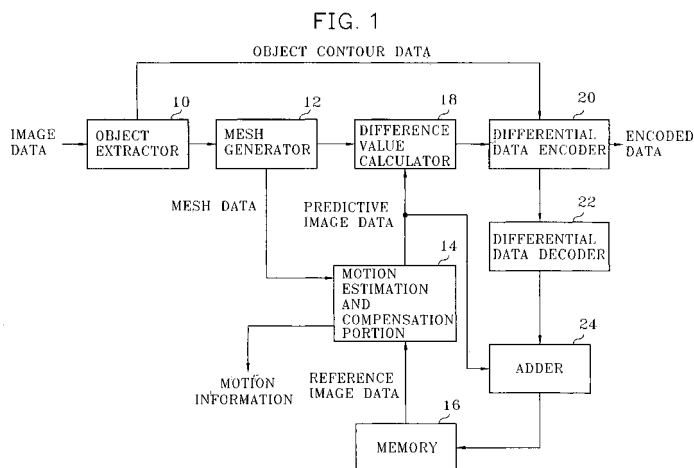 FIG. 1
OBJECT CONTOUR DATA
10
12
18
20
IMAGE
DATA
OBJECT
EXTRACTOR
MESH
GENERATOR
DIFFERENCE
VALUE
CALCULATOR
DIFFERENTIAL
DATA ENCODER
ENCODED
DATA
MESH DATA
PREDICTIVE
IMAGE DATA
22
DIFFERENTIAL
DATA DECODER
14
MOTION
ESTIMATION
AND
COMPENSATION
PORTION
24
ADDER
MOTION
INFORMATION
REFERENCE
IMAGE DATA
16
MEMORY